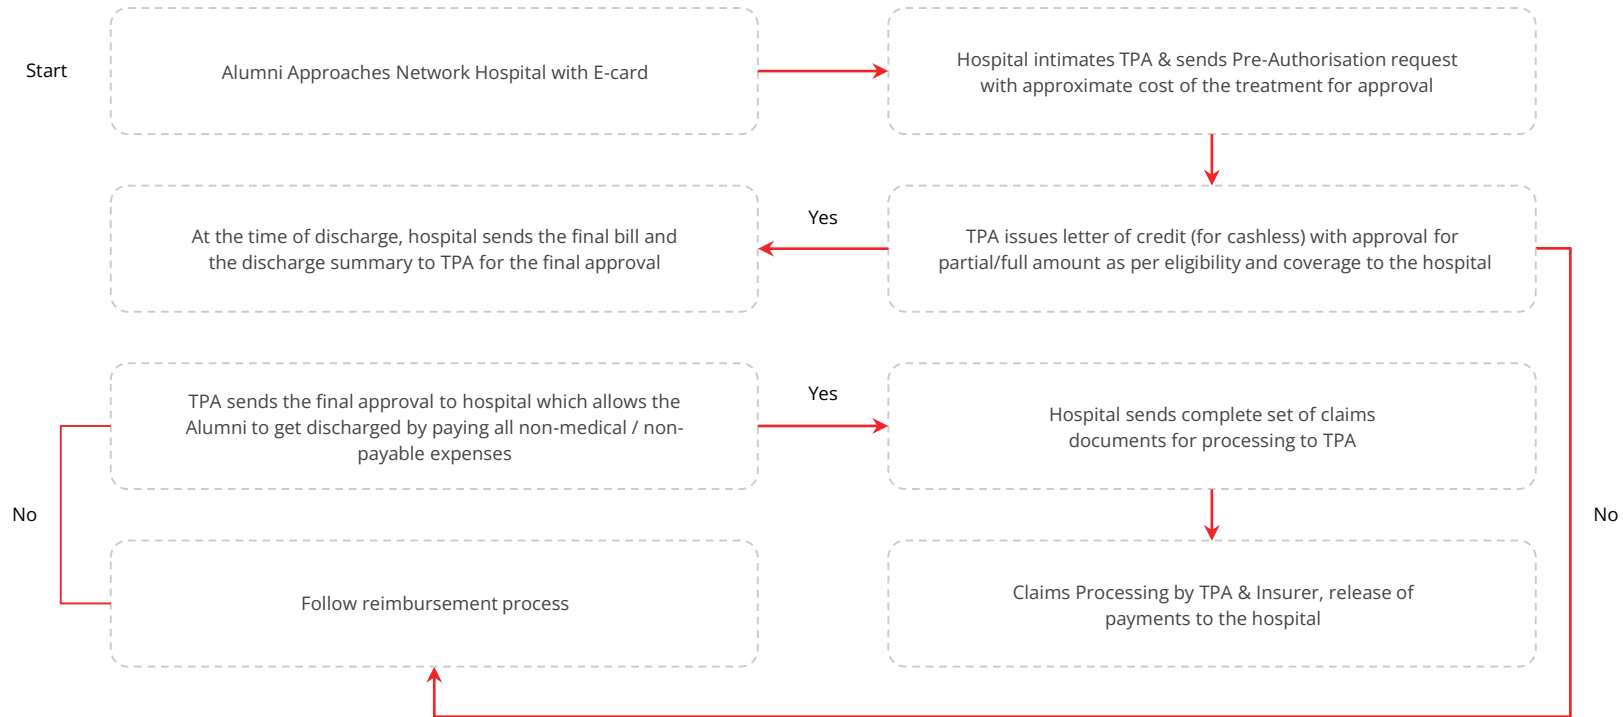 Start
Alumni Approaches Network Hospital with E-card
Hospital intimates TPA & sends Pre-Authorisation request
with approximate cost of the treatment for approval
At the time of discharge, hospital sends the final bill and
the discharge summary to TPA for the final approval
Yes
TPA issues letter of credit (for cashless) with approval for
partial/full amount as per eligibility and coverage to the hospital
TPA sends the final approval to hospital which allows the
Alumni to get discharged by paying all non-medical / non-
payable expenses
Yes
Hospital sends complete set of claims
documents for processing to TPA
No
No
Follow reimbursement process
Claims Processing by TPA & Insurer, release of
payments to the hospital